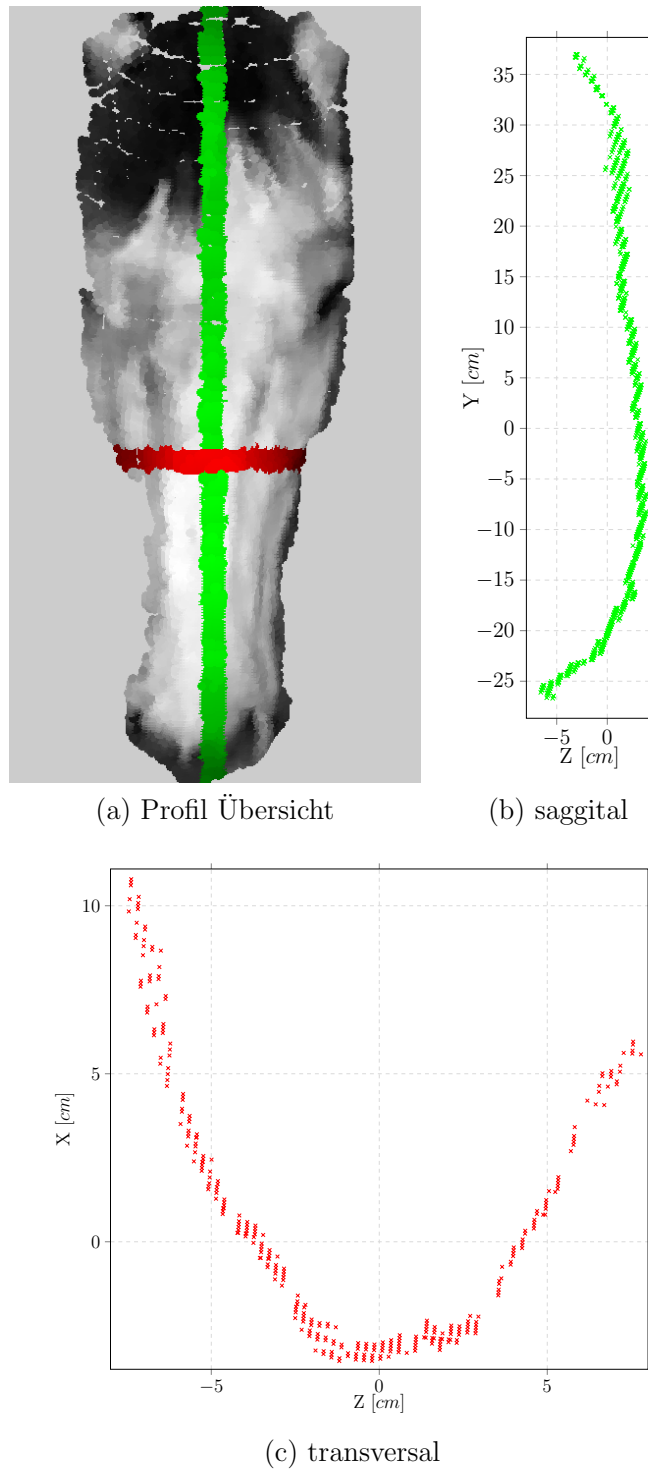 35
30
25
20
15
10
5
0
−5
−10
−15
−20
−25
Y [cm]
−5 0
Z [cm]
(a) Profil Übersicht
(b) saggital
10
5
0
X [cm]
−5 0 5
Z [cm]
(c) transversal